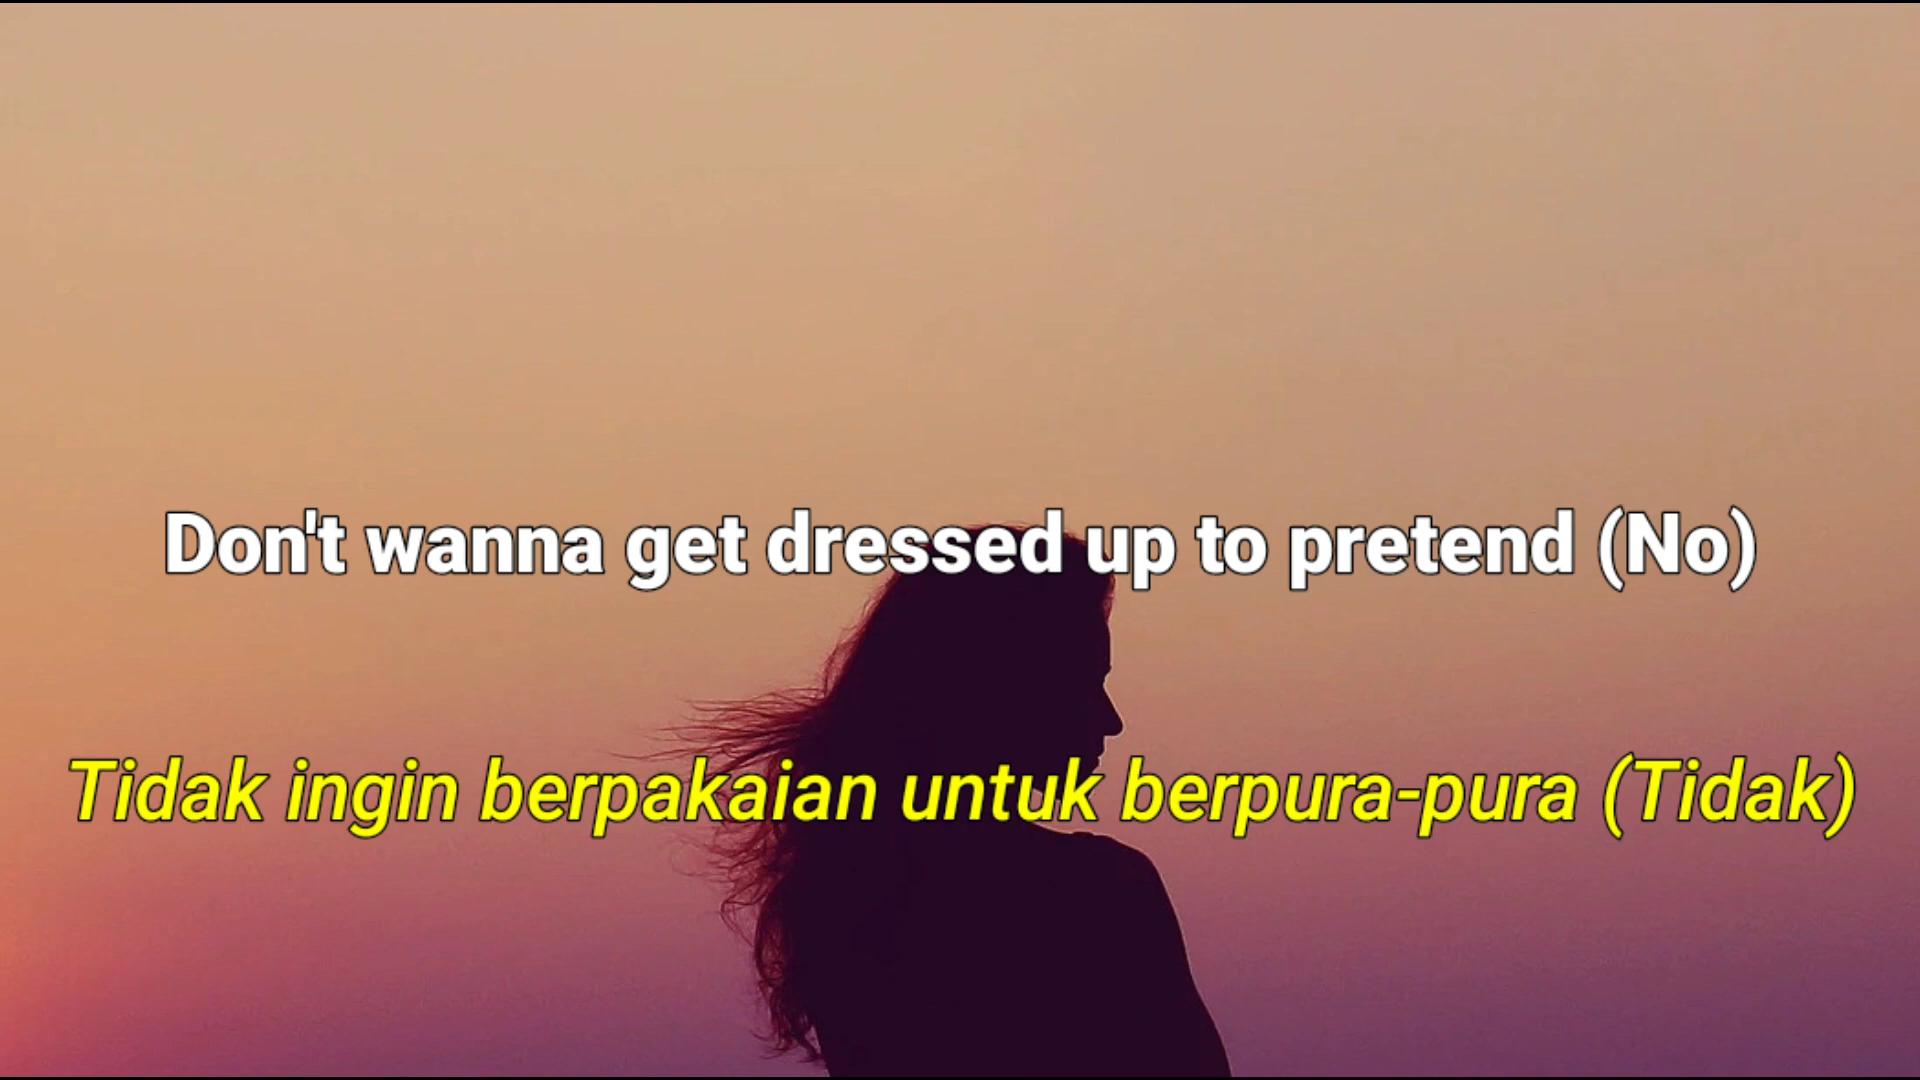 Don't wanna get dressed up to pretend (No)
Tidak ingin berpakaian untuk berpura-pura (Tidak)